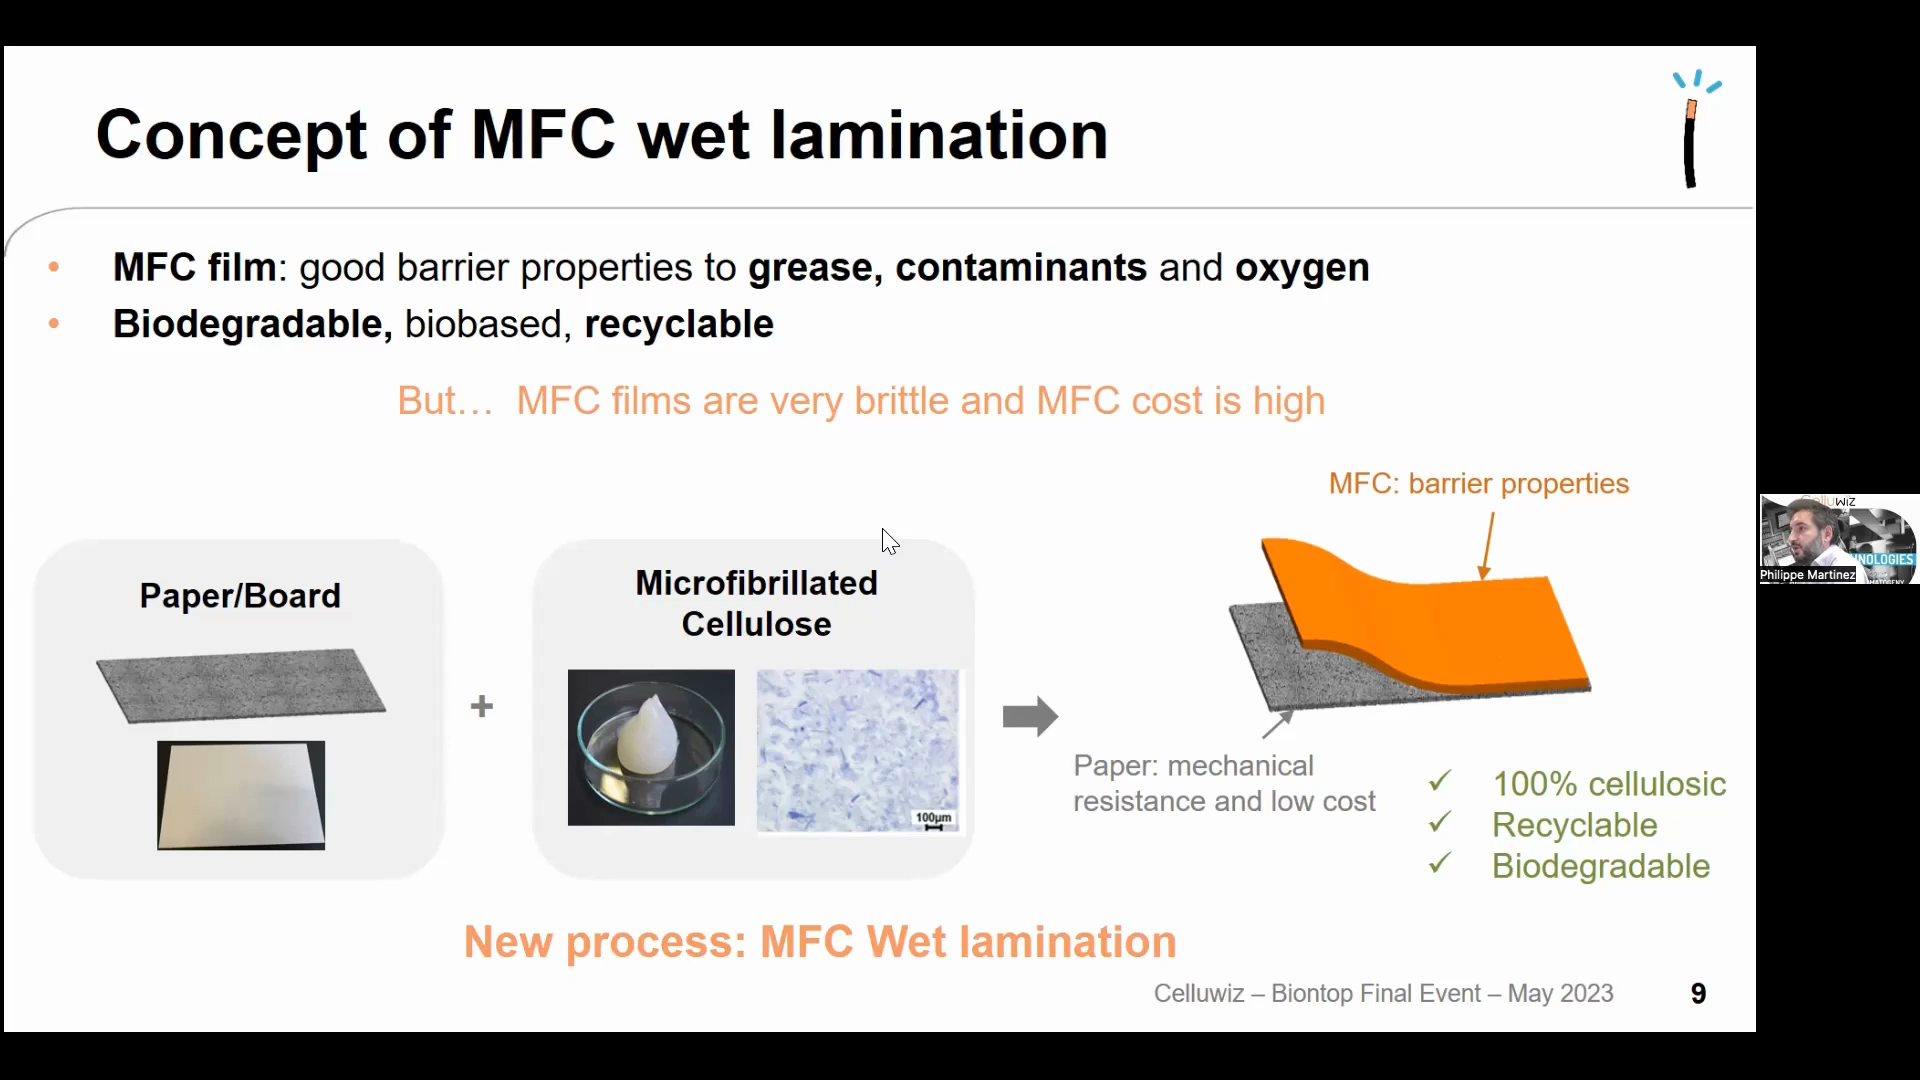 Concept of MFC wet lamination
• MFC film: good barrier properties to grease, contaminants and oxygen
• Biodegradable, biobased, recyclable
But… MFC films are very brittle and MFC cost is high
MFC: barrier properties
Paper/Board
+
Microfibrillated
Cellulose
100µm
Paper: mechanical
resistance and low cost
✓ 100% cellulosic
✓ Recyclable
✓ Biodegradable
New process: MFC Wet lamination
Celluwiz – Biontop Final Event – May 2023
9
Celluwiz
NOLOGIES
Philippe Martinez